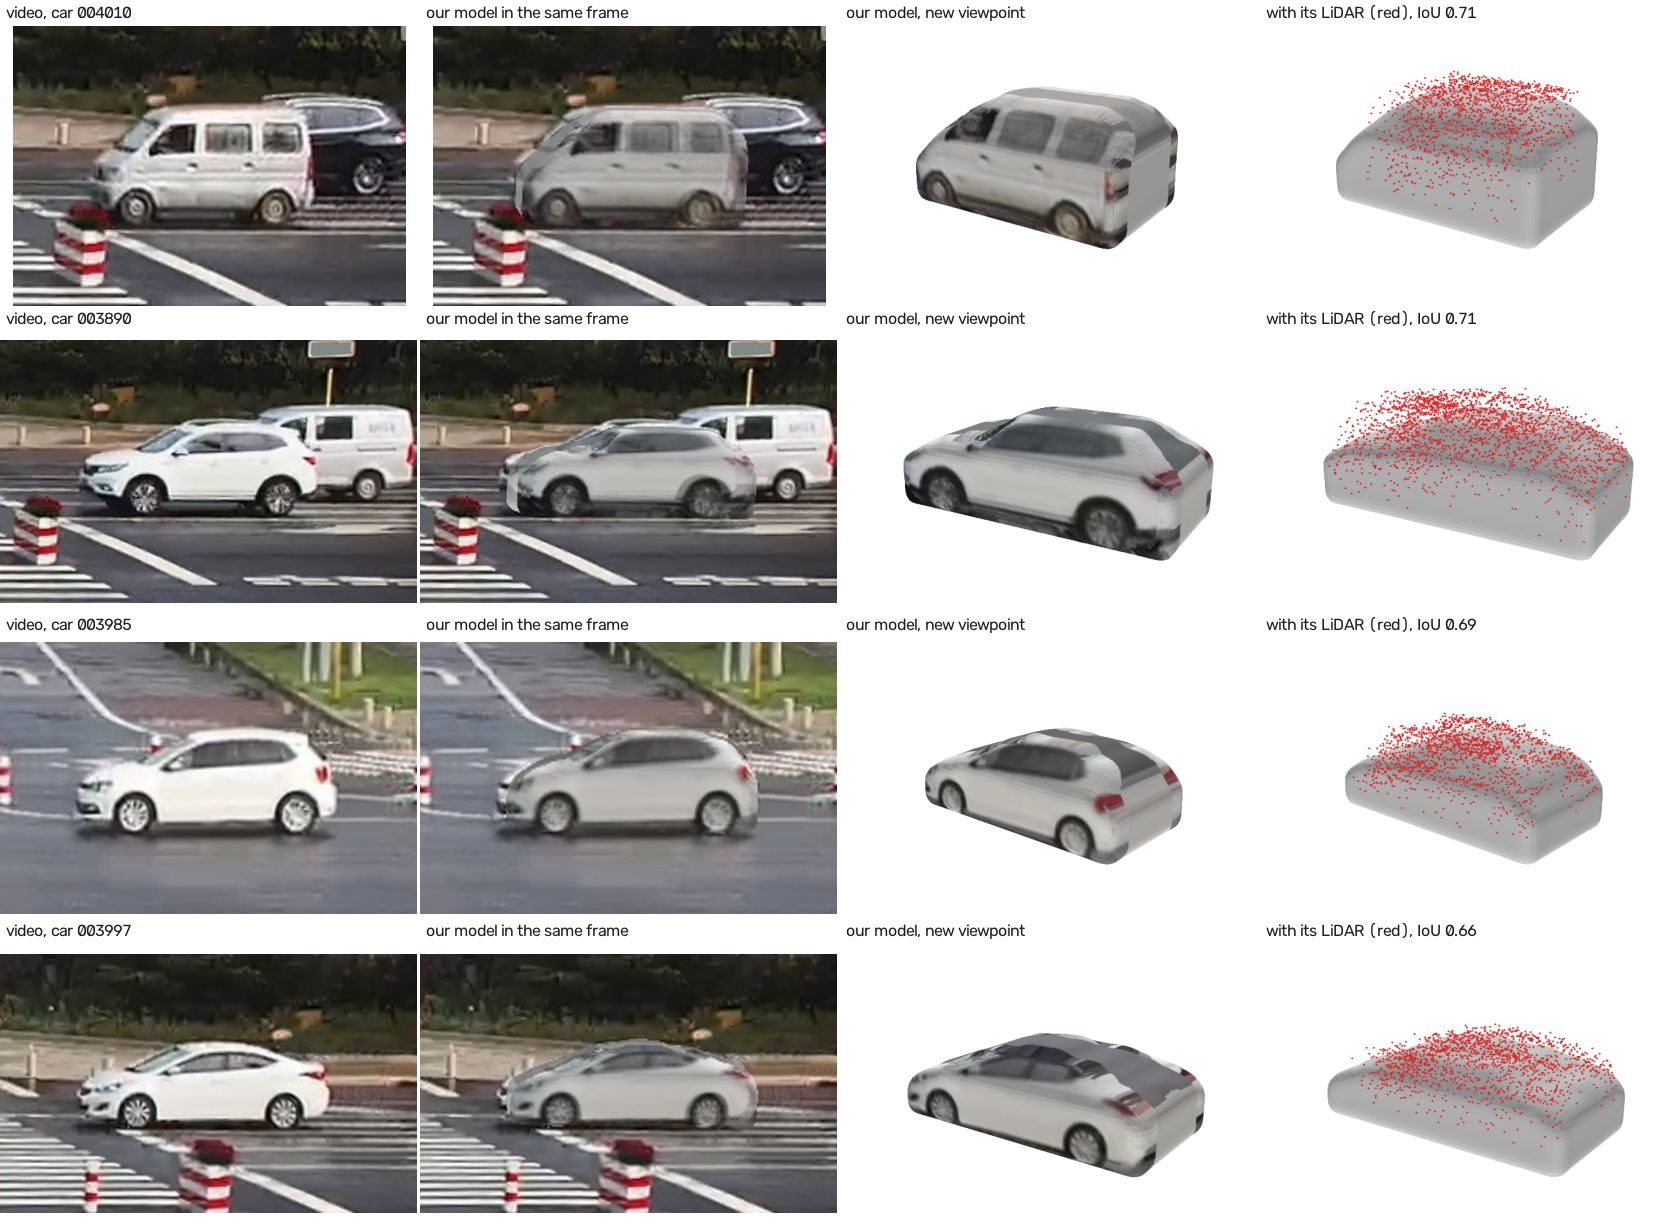 video, car 004010
our model in the same frame
our model, new viewpoint
with its LiDAR (red), IoU 0.71
video, car 003890
our model in the same frame
our model, new viewpoint
with its LiDAR (red), IoU 0.71
video, car 003985
our model in the same frame
our model, new viewpoint
with its LiDAR (red), IoU 0.69
video, car 003997
our model in the same frame
our model, new viewpoint
with its LiDAR (red), IoU 0.66